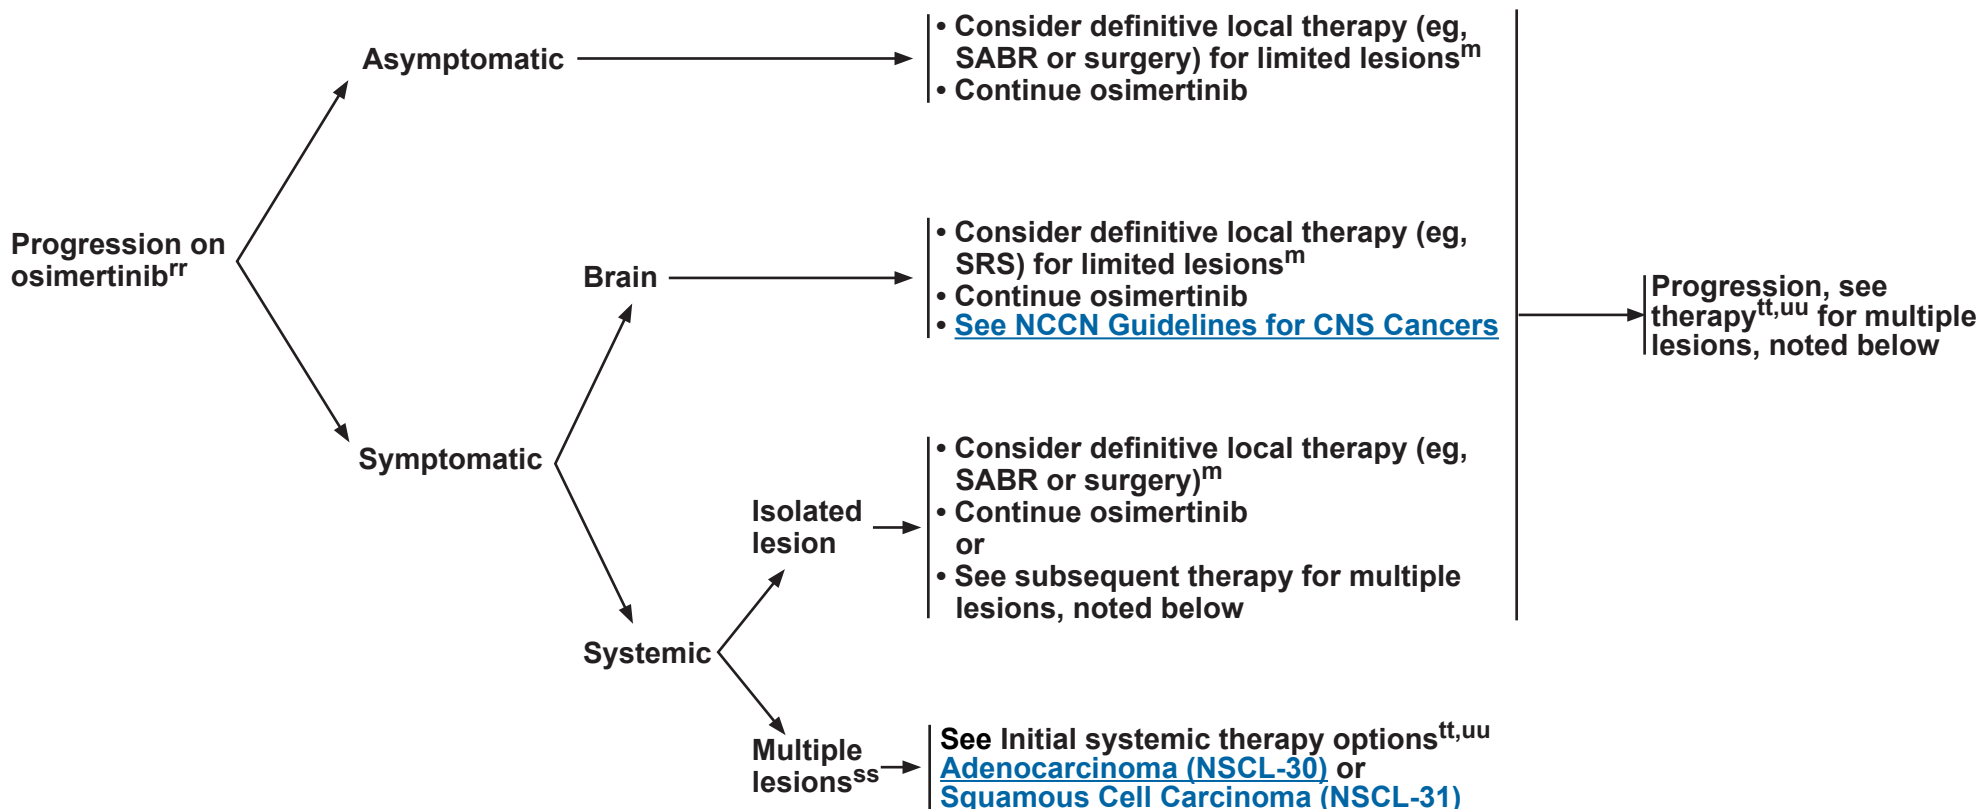 Asymptomatic
• Consider definitive local therapy (eg,
SABR or surgery) for limited lesionsᵐ
• Continue osimertinib
Progression on
osimertinibʳʳ
Brain
• Consider definitive local therapy (eg,
SRS) for limited lesionsᵐ
• Continue osimertinib
• See NCCN Guidelines for CNS Cancers
Progression, see
therapyᵗᵗ,ᵘᵘ for multiple
lesions, noted below
Symptomatic
Isolated
lesion
• Consider definitive local therapy (eg,
SABR or surgery)ᵐ
• Continue osimertinib
or
• See subsequent therapy for multiple
lesions, noted below
Systemic
Multiple
lesionsˢˢ
See Initial systemic therapy optionsᵗᵗ,ᵘᵘ
Adenocarcinoma (NSCL-30) or
Squamous Cell Carcinoma (NSCL-31)